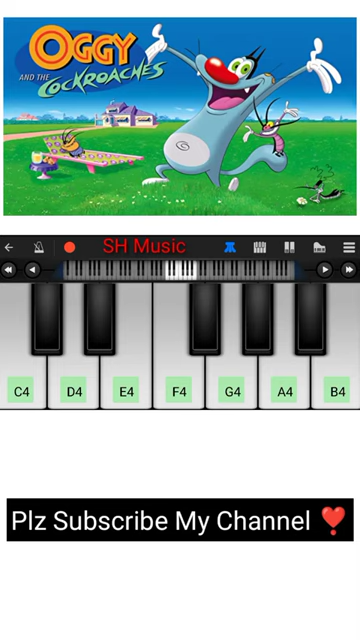 OGGY
AND THE
COCKROACHES
SH Music
C4 D4 E4 F4 G4 A4 B4
Plz Subscribe My Channel ❣️